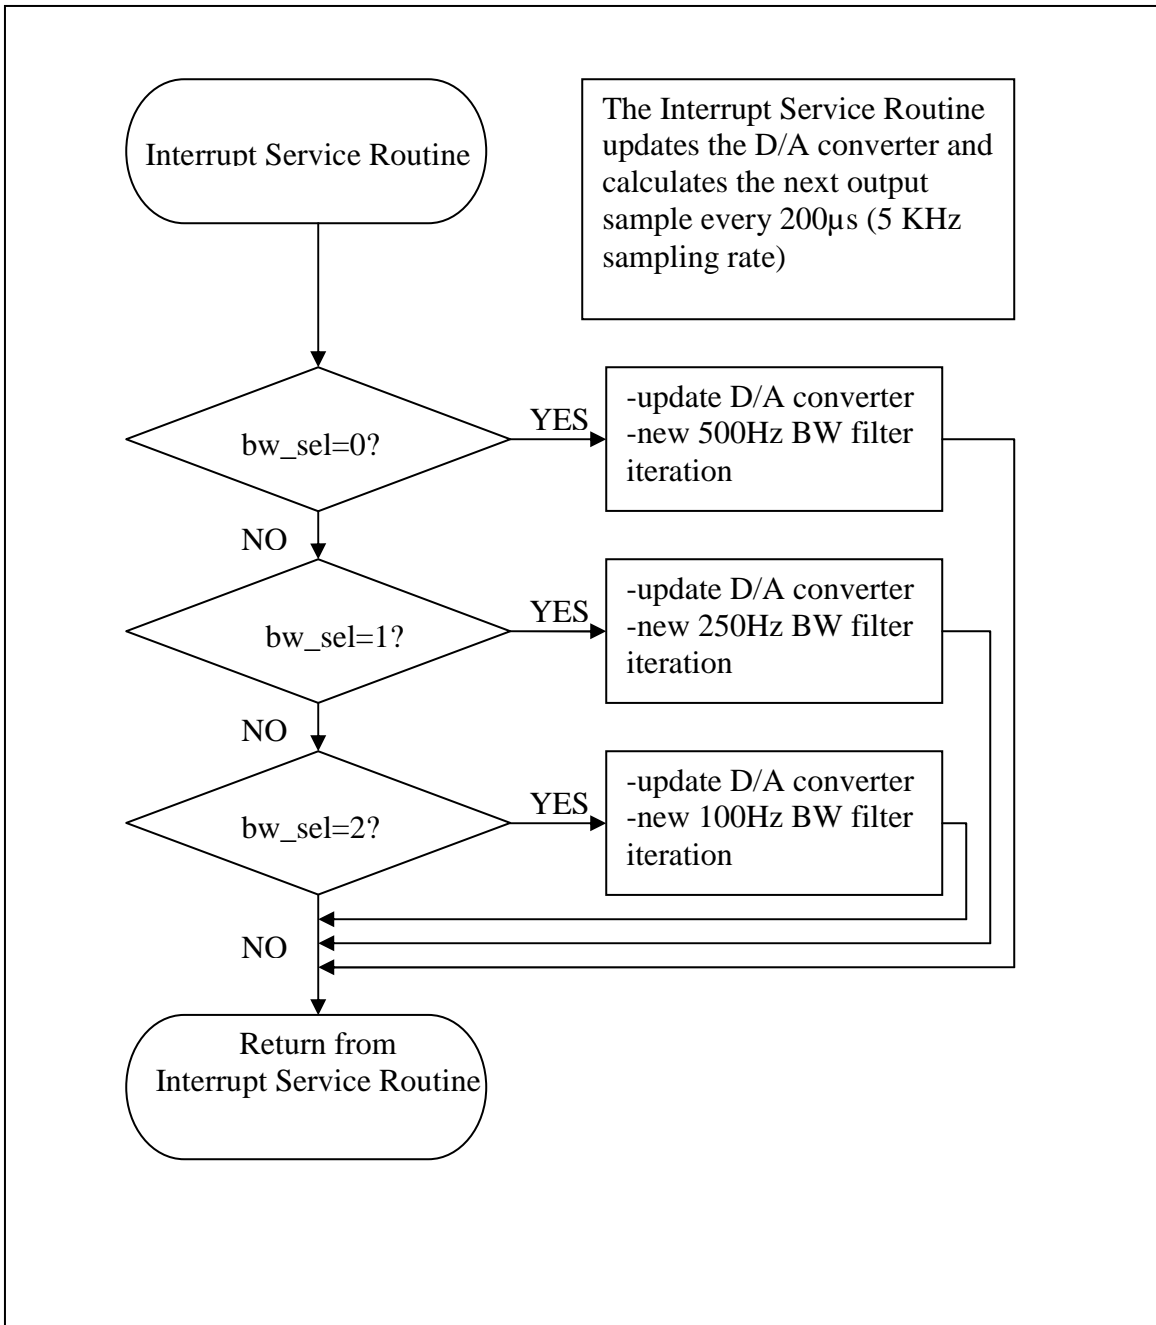 Interrupt Service Routine
The Interrupt Service Routine
updates the D/A converter and
calculates the next output
sample every 200µs (5 KHz
sampling rate)
bw_sel=0?
YES
-update D/A converter
-new 500Hz BW filter
iteration
NO
bw_sel=1?
YES
-update D/A converter
-new 250Hz BW filter
iteration
NO
bw_sel=2?
YES
-update D/A converter
-new 100Hz BW filter
iteration
NO
Return from
Interrupt Service Routine